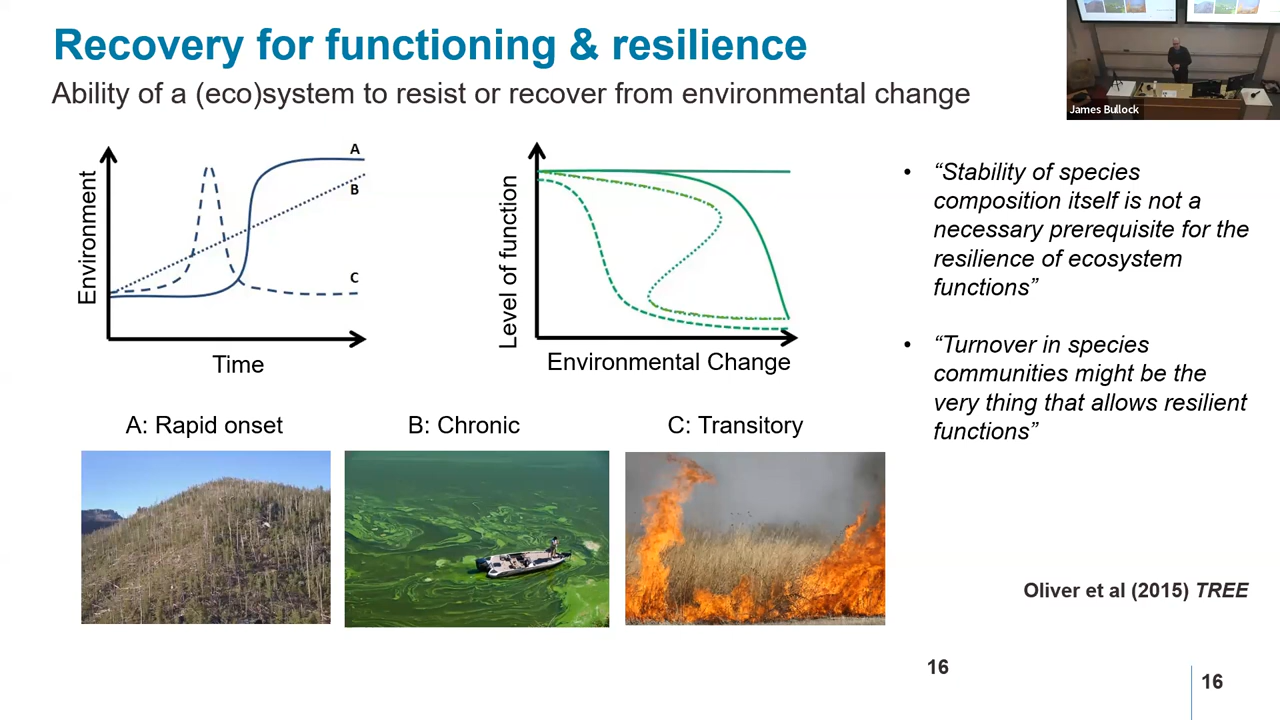 Recovery for functioning & resilience
Ability of a (eco)system to resist or recover from environmental change
James Bullock
Environment
A
B
C
Time
Level of function
Environmental Change
A: Rapid onset
B: Chronic
C: Transitory
• “Stability of species
composition itself is not a
necessary prerequisite for the
resilience of ecosystem
functions”
• “Turnover in species
communities might be the
very thing that allows resilient
functions”
Oliver et al (2015) TREE
16
16